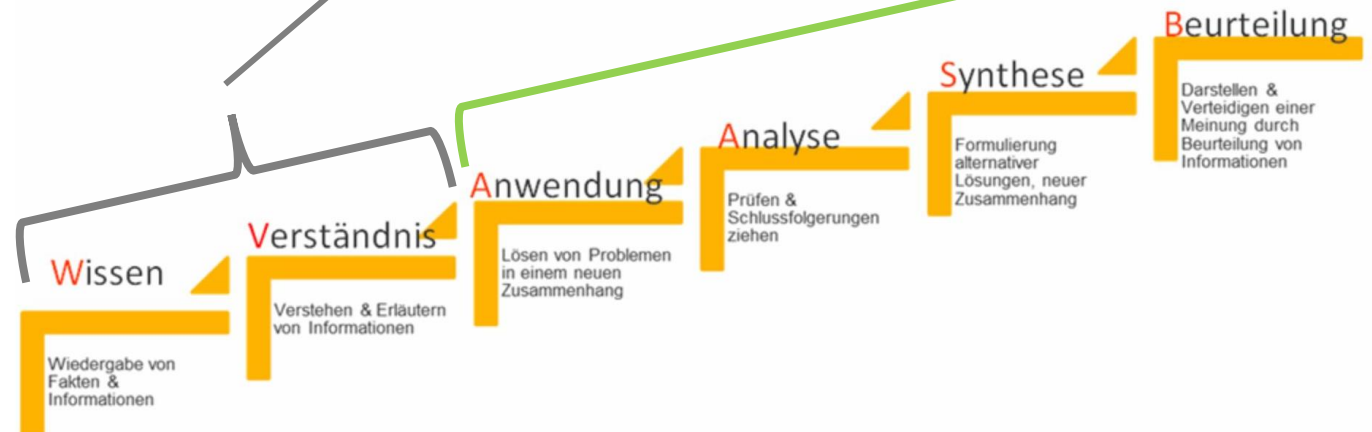 Wissen
Wiedergabe von
Fakten &
Informationen
Verständnis
Verstehen & Erläutern
von Informationen
Anwendung
Lösen von Problemen
in einem neuen
Zusammenhang
Analyse
Prüfen &
Schlussfolgerungen
ziehen
Synthese
Formulierung
alternativer
Lösungen, neuer
Zusammenhang
Beurteilung
Darstellen &
Verteidigen einer
Meinung durch
Beurteilung von
Informationen